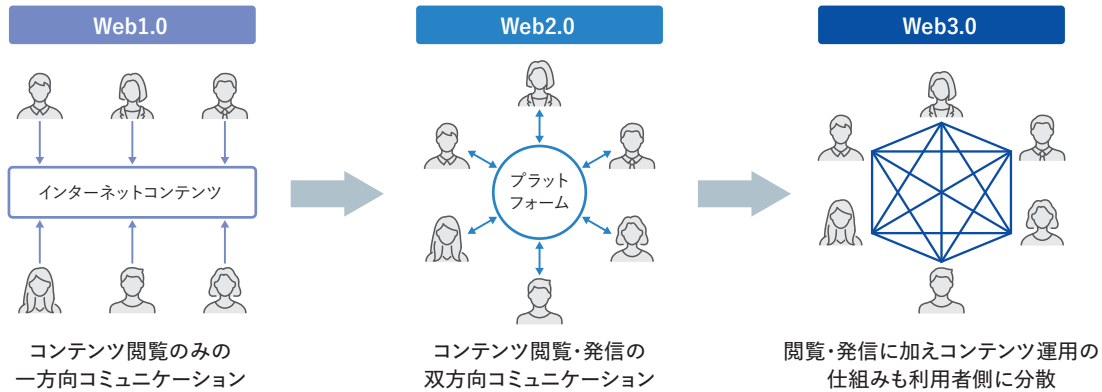 Web1.0
Web2.0
Web3.0
インターネットコンテンツ
プラット
フォーム
コンテンツ閲覧のみの
一方向コミュニケーション
コンテンツ閲覧・発信の
双方向コミュニケーション
閲覧・発信に加えコンテンツ運用の
仕組みも利用者側に分散